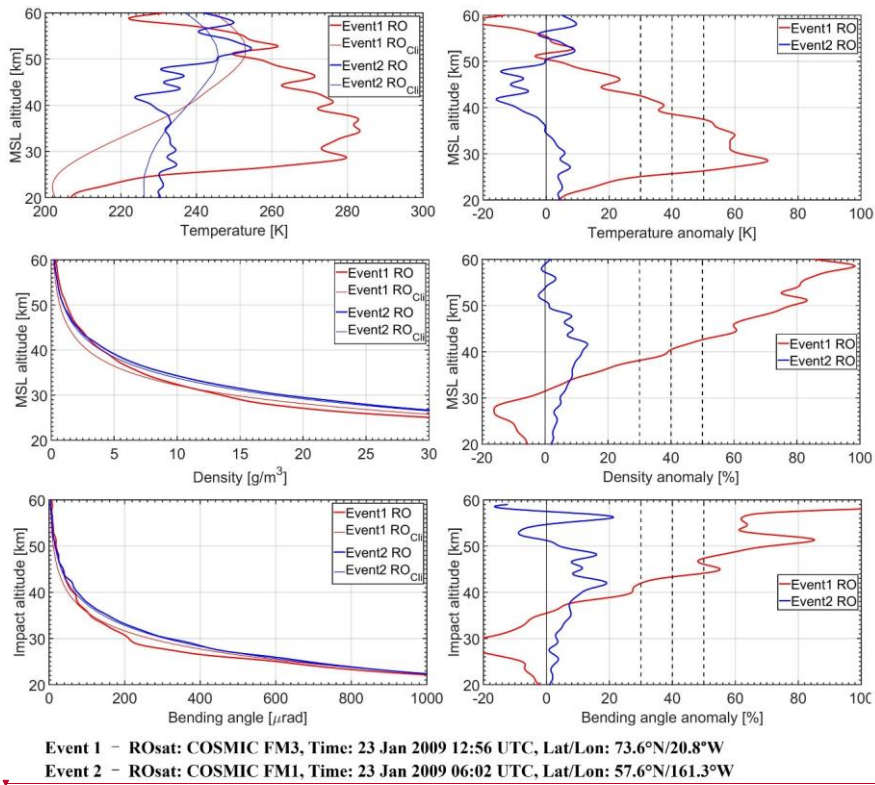 60
50
40
30
20
MSL altitude [km]
200 220 240 260 280 300
Temperature [K]
Event1 RO
Event1 ROCli
Event2 RO
Event2 ROCli
60
50
40
30
20
MSL altitude [km]
-20 0 20 40 60 80 100
Temperature anomaly [K]
Event1 RO
Event2 RO
60
50
40
30
20
MSL altitude [km]
0 5 10 15 20 25 30
Density [g/m³]
Event1 RO
Event1 ROCli
Event2 RO
Event2 ROCli
60
50
40
30
20
MSL altitude [km]
-20 0 20 40 60 80 100
Density anomaly [%]
Event1 RO
Event2 RO
60
50
40
30
20
Impact altitude [km]
0 200 400 600 800 1000
Bending angle [μrad]
Event1 RO
Event1 ROCli
Event2 RO
Event2 ROCli
60
50
40
30
20
Impact altitude [km]
-20 0 20 40 60 80 100
Bending angle anomaly [%]
Event1 RO
Event2 RO
Event 1 – ROsat: COSMIC FM3, Time: 23 Jan 2009 12:56 UTC, Lat/Lon: 73.6°N/20.8°W
Event 2 – ROsat: COSMIC FM1, Time: 23 Jan 2009 06:02 UTC, Lat/Lon: 57.6°N/161.3°W